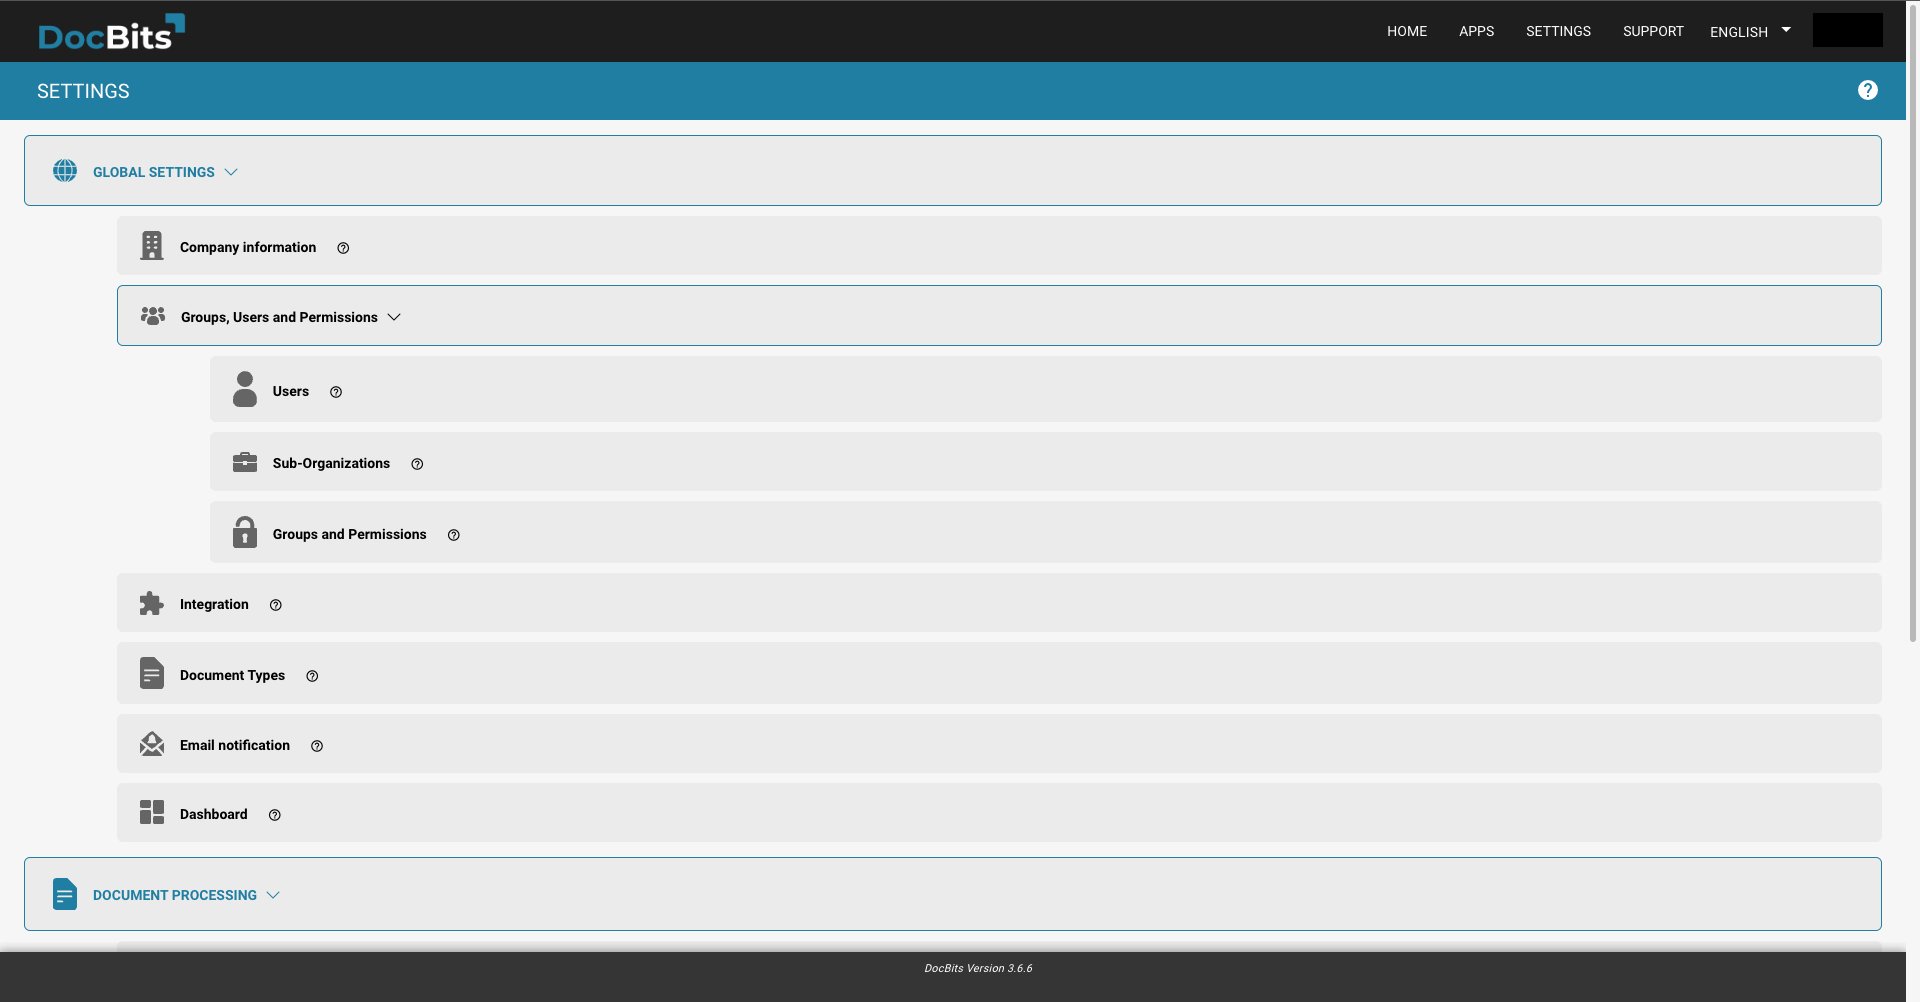 DocBits
HOME APPS SETTINGS SUPPORT ENGLISH
SETTINGS
GLOBAL SETTINGS
Company information
Groups, Users and Permissions
Users
Sub-Organizations
Groups and Permissions
Integration
Document Types
Email notification
Dashboard
DOCUMENT PROCESSING
DocBits Version 3.6.6